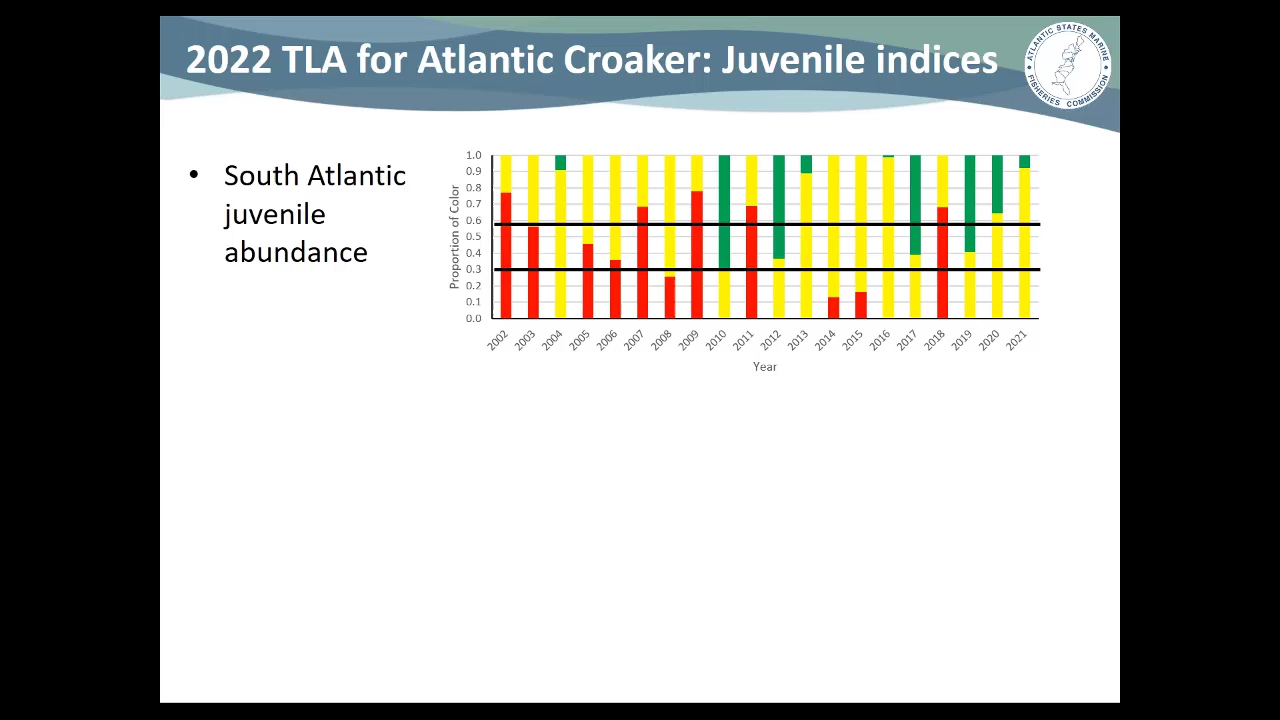 2022 TLA for Atlantic Croaker: Juvenile indices
ATLANTIC STATES MARINE
FISHERIES COMMISSION
• South Atlantic
juvenile
abundance
Proportion of Color
1.0
0.9
0.8
0.7
0.6
0.5
0.4
0.3
0.2
0.1
0.0
2002 2003 2004 2005 2006 2007 2008 2009 2010 2011 2012 2013 2014 2015 2016 2017 2018 2019 2020 2021
Year